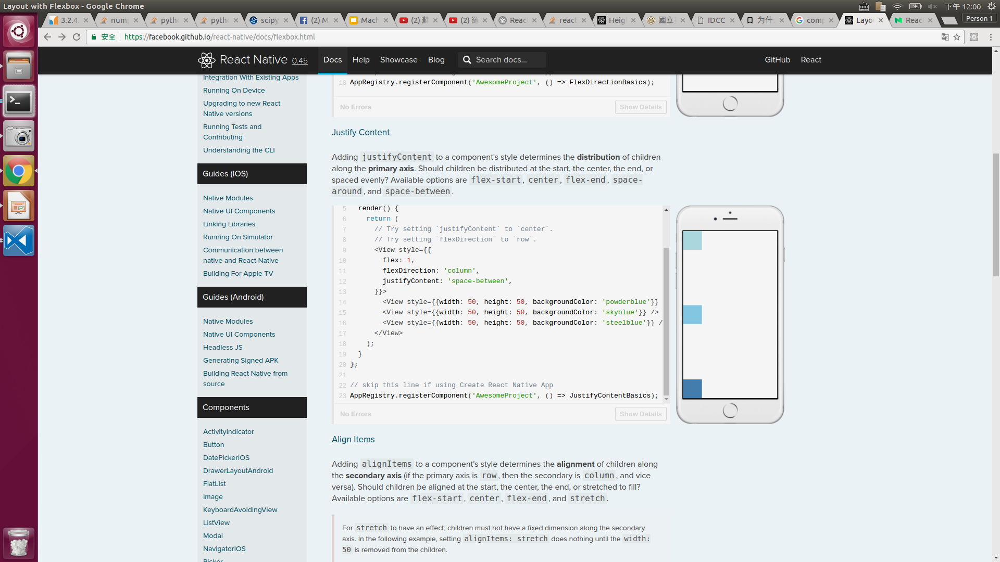 Layout with Flexbox - Google Chrome
下午 12:00
3.2.4.
nump
pytho
pytho
scipy
(2) M
Mach
(2) 蘇
(2) 羅
React
react
Heig
國立
IDCC
为什
comp
Layo
React
Person 1
安全
https://facebook.github.io/react-native/docs/flexbox.html
React Native 0.45
Docs
Help
Showcase
Blog
Search docs...
GitHub
React
Integration With Existing Apps
Running On Device
Upgrading to new React
Native versions
Running Tests and
Contributing
Understanding the CLI
Guides (IOS)
Native Modules
Native UI Components
Linking Libraries
Running On Simulator
Communication between
native and React Native
Building For Apple TV
Guides (Android)
Native Modules
Native UI Components
Headless JS
Generating Signed APK
Building React Native from
source
Components
ActivityIndicator
Button
DatePickerIOS
DrawerLayoutAndroid
FlatList
Image
KeyboardAvoidingView
ListView
Modal
NavigatorIOS
Picker
18 AppRegistry.registerComponent('AwesomeProject', () => FlexDirectionBasics);
No Errors
Show Details
Justify Content
Adding justifyContent to a component's style determines the distribution of children
along the primary axis. Should children be distributed at the start, the center, the end, or
spaced evenly? Available options are flex-start, center, flex-end, space-
around, and space-between.
5 render() {
6 return (
7 // Try setting `justifyContent` to `center`.
8 // Try setting `flexDirection` to `row`.
9 <View style={{
10 flex: 1,
11 flexDirection: 'column',
12 justifyContent: 'space-between',
13 }}>
14 <View style={{width: 50, height: 50, backgroundColor: 'powderblue'}}
15 <View style={{width: 50, height: 50, backgroundColor: 'skyblue'}} />
16 <View style={{width: 50, height: 50, backgroundColor: 'steelblue'}} /
17 </View>
18 );
19 }
20 };
21
22 // skip this line if using Create React Native App
23 AppRegistry.registerComponent('AwesomeProject', () => JustifyContentBasics);
No Errors
Show Details
Align Items
Adding alignItems to a component's style determines the alignment of children along
the secondary axis (if the primary axis is row, then the secondary is column, and vice
versa). Should children be aligned at the start, the center, the end, or stretched to fill?
Available options are flex-start, center, flex-end, and stretch.
For stretch to have an effect, children must not have a fixed dimension along the secondary
axis. In the following example, setting alignItems: stretch does nothing until the width:
50 is removed from the children.